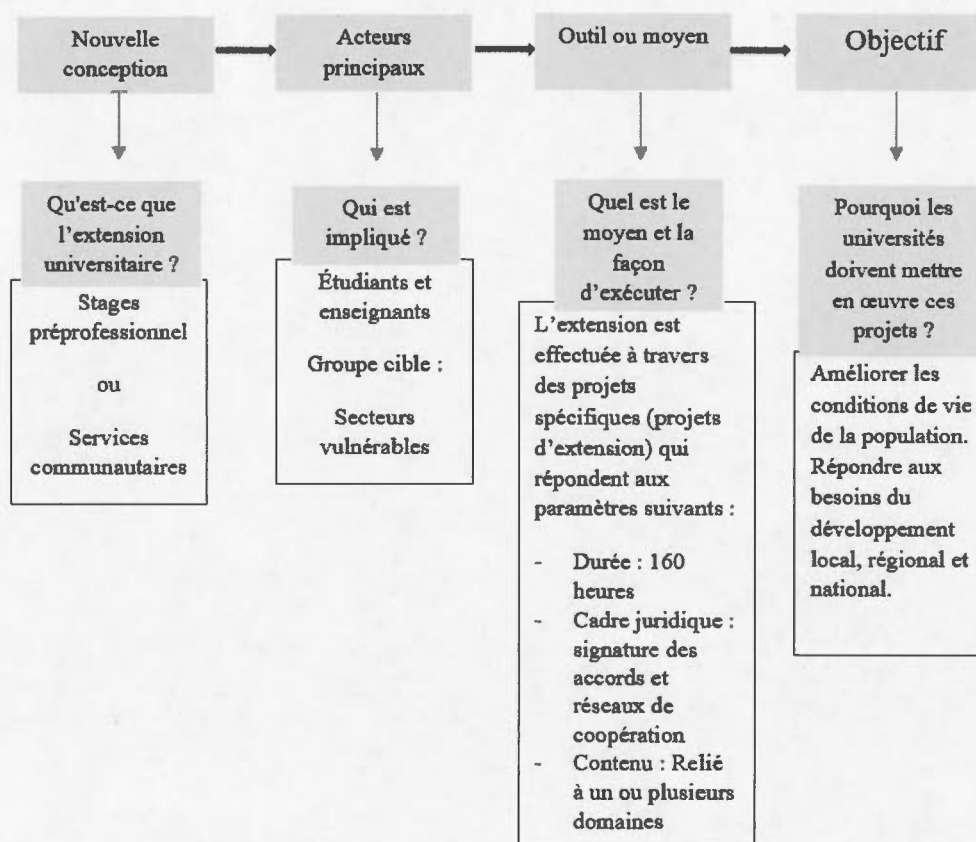 Nouvelle
conception
Acteurs
principaux
Outil ou moyen
Objectif
Qu'est-ce que
l'extension
universitaire ?
Stages
préprofessionnel
ou
Services
communautaires
Qui est
impliqué ?
Étudiants et
enseignants
Groupe cible :
Secteurs
vulnérables
Quel est le
moyen et la
façon
d'exécuter ?
L'extension est
effectuée à travers
des projets
spécifiques (projets
d'extension) qui
répondent aux
paramètres suivants :
- Durée : 160
heures
- Cadre juridique :
signature des
accords et
réseaux de
coopération
- Contenu : Relié
à un ou plusieurs
domaines
Pourquoi les
universités
doivent mettre
en œuvre ces
projets ?
Améliorer les
conditions de vie
de la population.
Répondre aux
besoins du
développement
local, régional et
national.